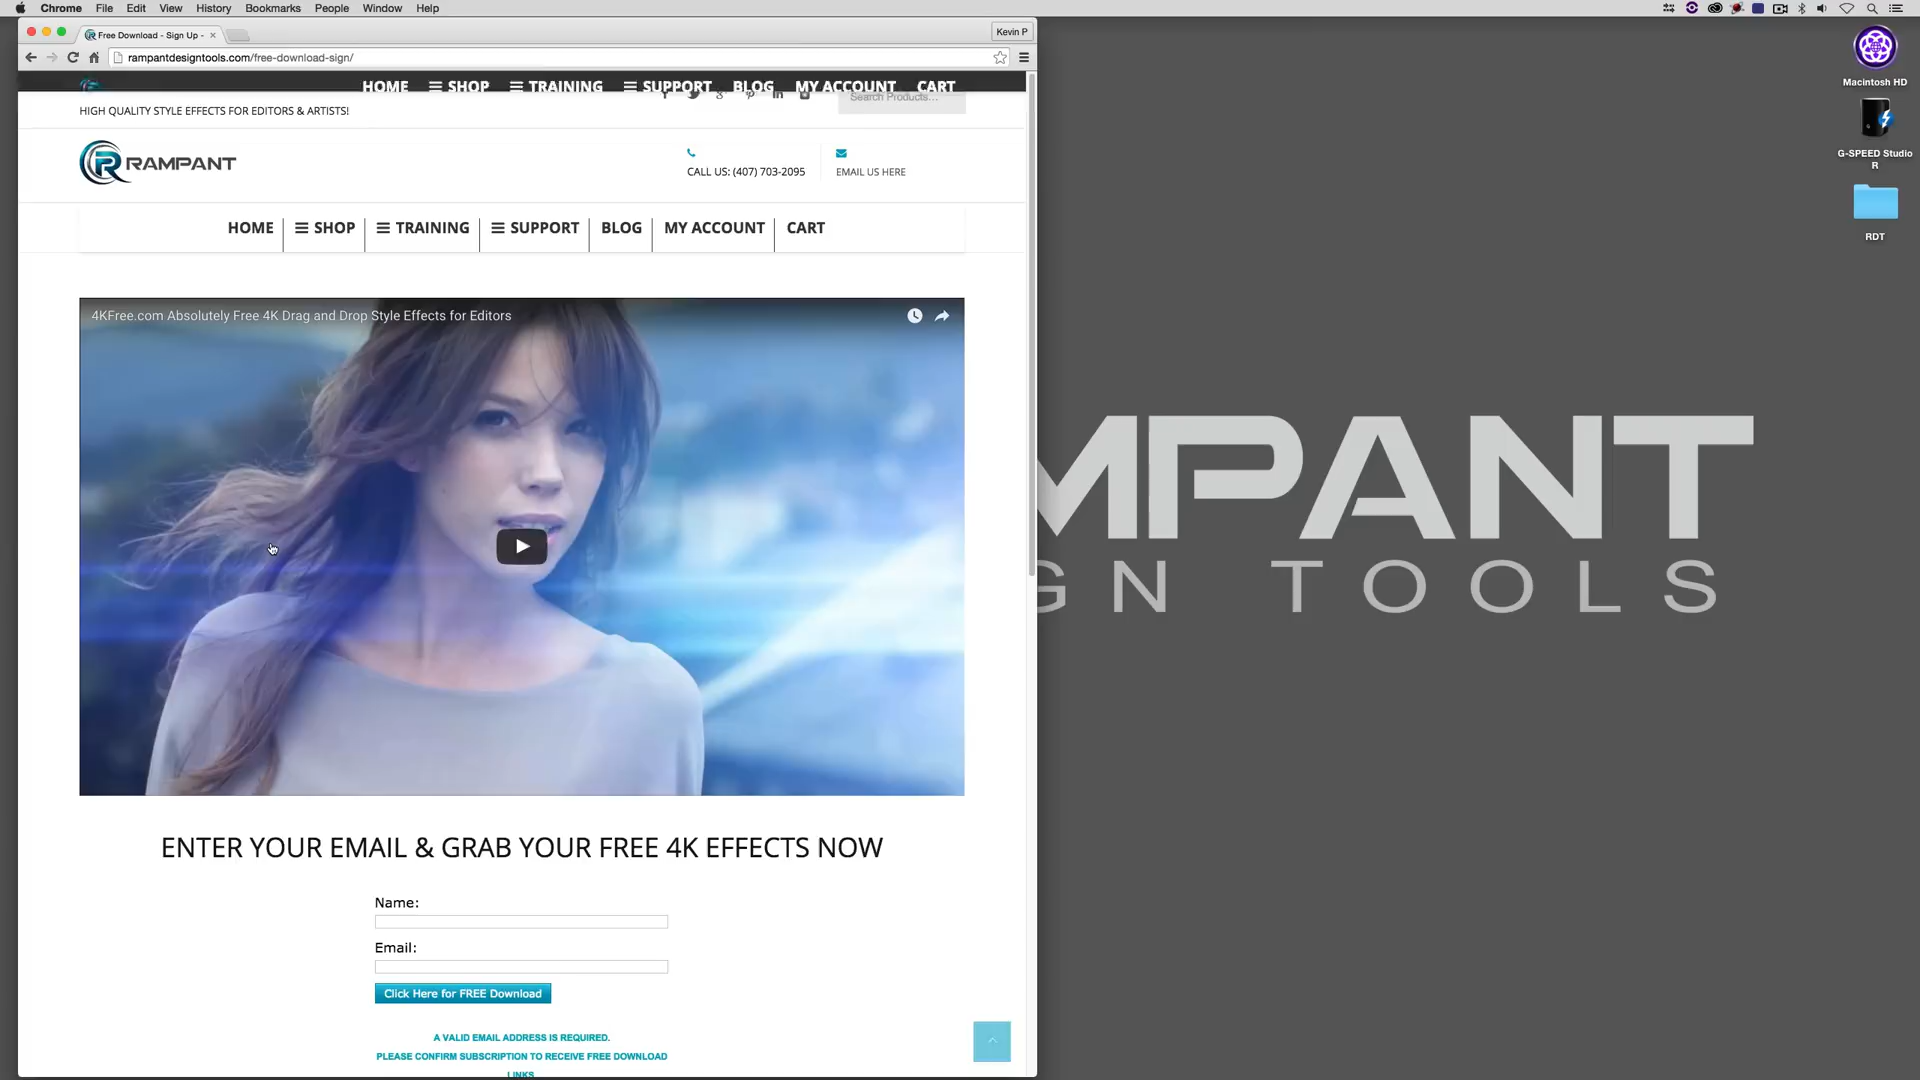 Chrome File Edit View History Bookmarks People Window Help
Free Download - Sign Up -
Kevin P
rampantdesigntools.com/free-download-sign/
HOME SHOP TRAINING SUPPORT BLOG MY ACCOUNT CART
Search Products...
HIGH QUALITY STYLE EFFECTS FOR EDITORS & ARTISTS!
RAMPANT
CALL US: (407) 703-2095
EMAIL US HERE
HOME SHOP TRAINING SUPPORT BLOG MY ACCOUNT CART
4KFree.com Absolutely Free 4K Drag and Drop Style Effects for Editors
ENTER YOUR EMAIL & GRAB YOUR FREE 4K EFFECTS NOW
Name:
Email:
Click Here for FREE Download
A VALID EMAIL ADDRESS IS REQUIRED.
PLEASE CONFIRM SUBSCRIPTION TO RECEIVE FREE DOWNLOAD
LINKS
Macintosh HD
G-SPEED Studio
R
RDT
MPANT
GN TOOLS